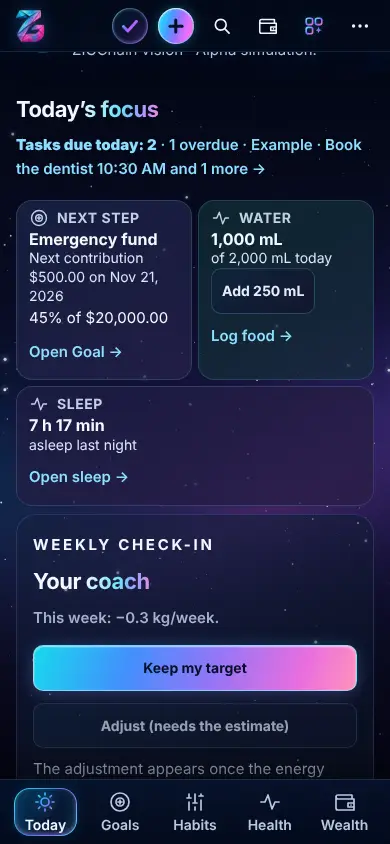 Today's focus
Tasks due today: 2 · 1 overdue · Example · Book
the dentist 10:30 AM and 1 more →
NEXT STEP
Emergency fund
Next contribution
$500.00 on Nov 21,
2026
45% of $20,000.00
Open Goal →
WATER
1,000 mL
of 2,000 mL today
Add 250 mL
Log food →
SLEEP
7 h 17 min
asleep last night
Open sleep →
WEEKLY CHECK-IN
Your coach
This week: −0.3 kg/week.
Keep my target
Adjust (needs the estimate)
The adjustment appears once the energy
Today
Goals
Habits
Health
Wealth